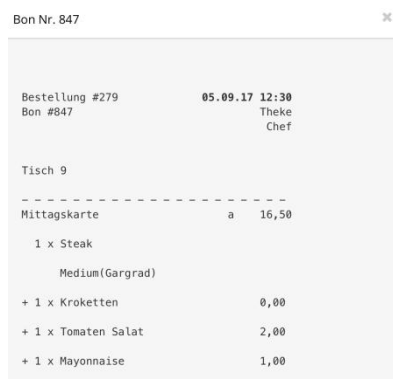 Bon Nr. 847 ×
Bestellung #279 05.09.17 12:30
Bon #847 Theke
Chef
Tisch 9
_ _ _ _ _ _ _ _ _ _ _ _ _ _ _ _ _ _ _ _ _
Mittagskarte a 16,50
1 x Steak
Medium(Gargrad)
+ 1 x Kroketten 0,00
+ 1 x Tomaten Salat 2,00
+ 1 x Mayonnaise 1,00